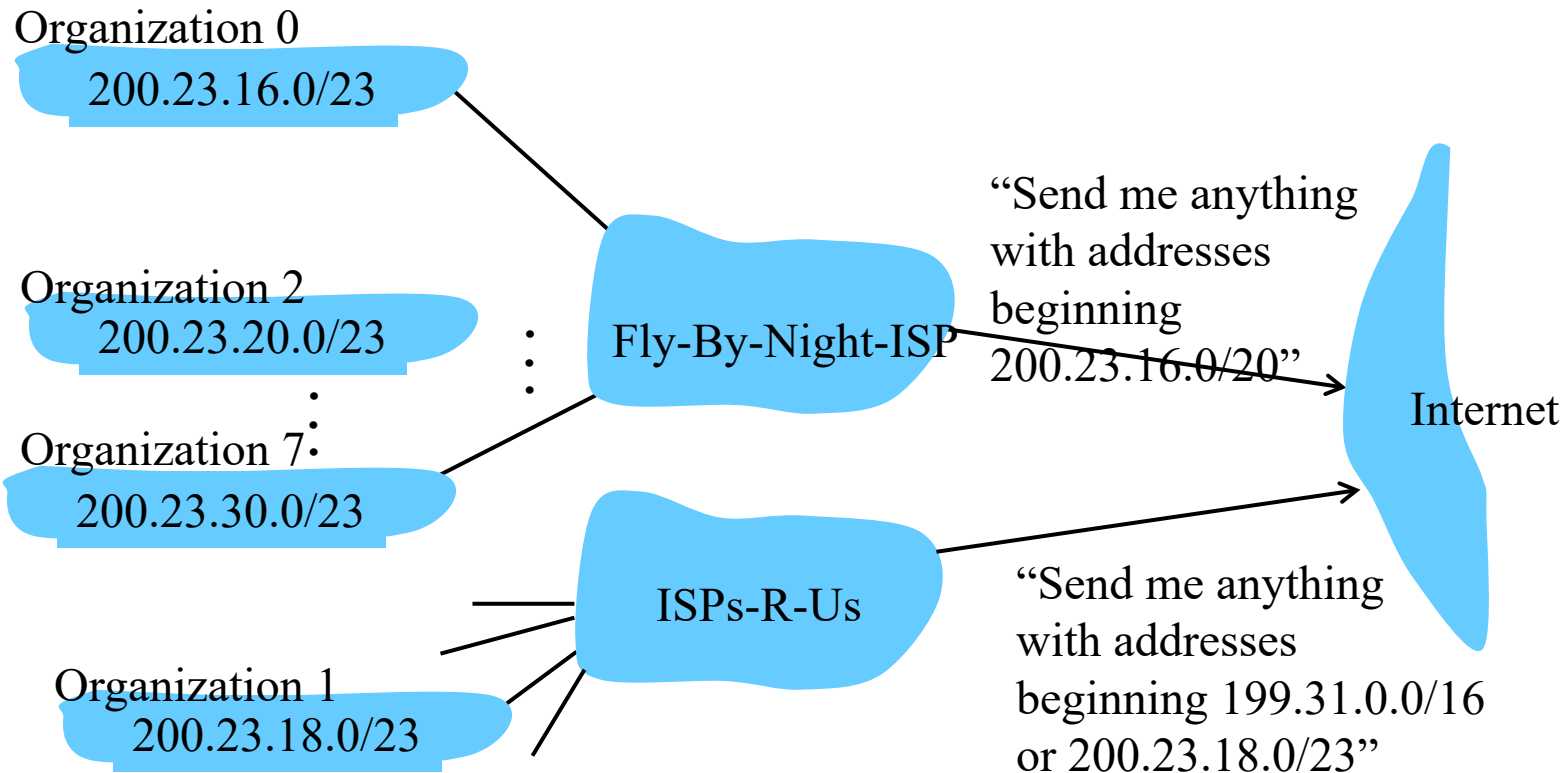 Organization 0
200.23.16.0/23
Organization 2
200.23.20.0/23
Organization 7
200.23.30.0/23
Fly-By-Night-ISP
“Send me anything
with addresses
beginning
200.23.16.0/20”
Internet
ISPs-R-Us
Organization 1
200.23.18.0/23
“Send me anything
with addresses
beginning 199.31.0.0/16
or 200.23.18.0/23”